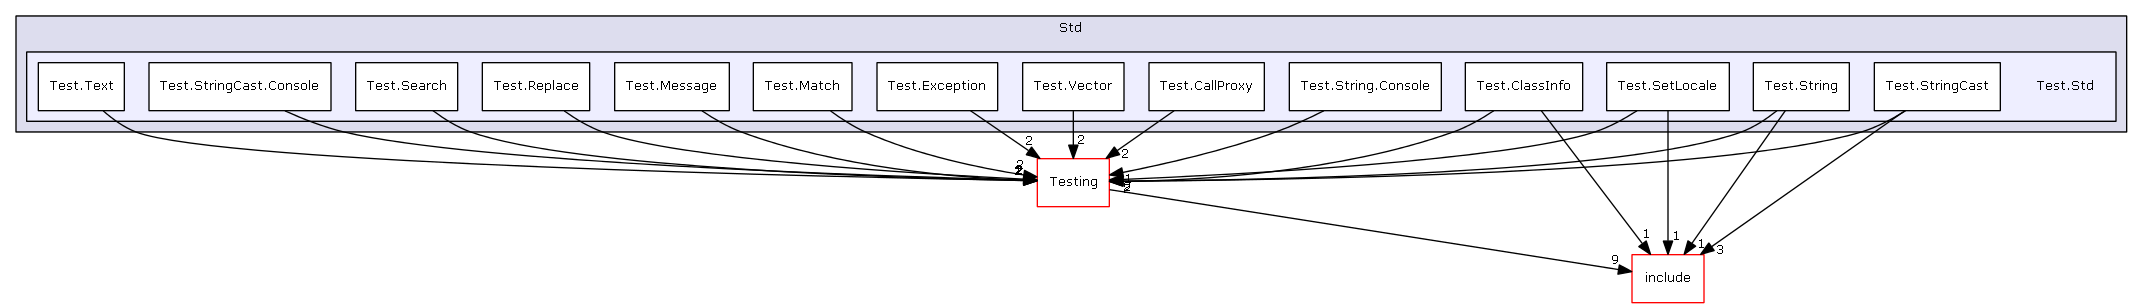 Std
Test.Text
Test.StringCast.Console
Test.Search
Test.Replace
Test.Message
Test.Match
Test.Exception
Test.Vector
Test.CallProxy
Test.String.Console
Test.ClassInfo
Test.SetLocale
Test.String
Test.StringCast
Test.Std
2
2
2
2
Testing
1
2
1
1
1
3
9
include